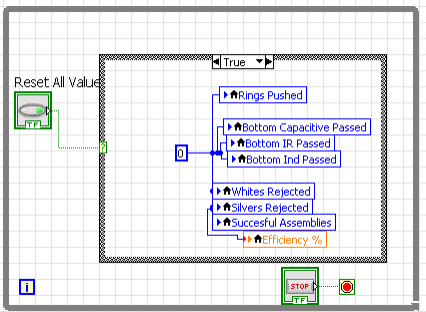 True
Reset All Value
TF
?
Rings Pushed
Bottom Capacitive Passed
Bottom IR Passed
0
Bottom Ind Passed
Whites Rejected
Silvers Rejected
Succesful Assemblies
Efficiency %
i
STOP
TF